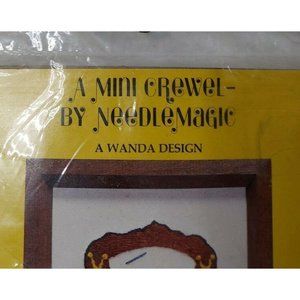 A MINI CREWEL-
BY NEEDLEMAGIC
A WANDA DESIGN